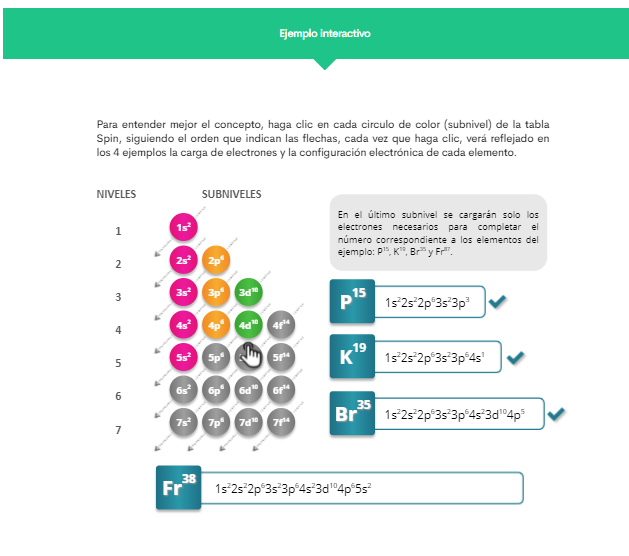 Ejemplo interactivo
Para entender mejor el concepto, haga clic en cada circulo de color (subnivel) de la tabla
Spin, siguiendo el orden que indican las flechas, cada vez que haga clic, verá reflejado en
los 4 ejemplos la carga de electrones y la configuración electrónica de cada elemento.
NIVELES SUBNIVELES
En el último subnivel se cargarán solo los
electrones necesarios para completar el
número correspondiente a los elementos del
ejemplo: P¹⁵, K¹⁹, Br³⁵ y Fr⁸⁷.
1 1s²
2 2s² 2p⁶
3 3s² 3p⁶ 3d¹⁰
4 4s² 4p⁶ 4d¹⁰ 4f¹⁴
5 5s² 5p⁶ 5f¹⁴
6 6s² 6p⁶ 6d¹⁰ 6f¹⁴
7 7s² 7p⁶ 7d¹⁰ 7f¹⁴
P¹⁵ 1s²2s²2p⁶3s²3p³
K¹⁹ 1s²2s²2p⁶3s²3p⁶4s¹
Br³⁵ 1s²2s²2p⁶3s²3p⁶4s²3d¹⁰4p⁵
Fr³⁸ 1s²2s²2p⁶3s²3p⁶4s²3d¹⁰4p⁶5s²